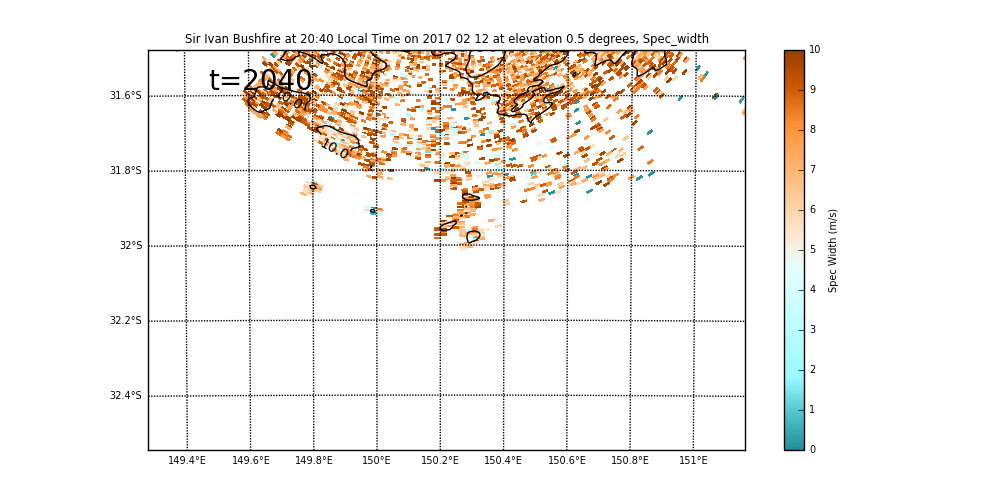 Sir Ivan Bushfire at 20:40 Local Time on 2017 02 12 at elevation 0.5 degrees, Spec_width
t=2040
10.0
31.6°S
31.8°S
32°S
32.2°S
32.4°S
149.4°E 149.6°E 149.8°E 150°E 150.2°E 150.4°E 150.6°E 150.8°E 151°E
10
9
8
7
6
5
4
3
2
1
0
Spec Width (m/s)